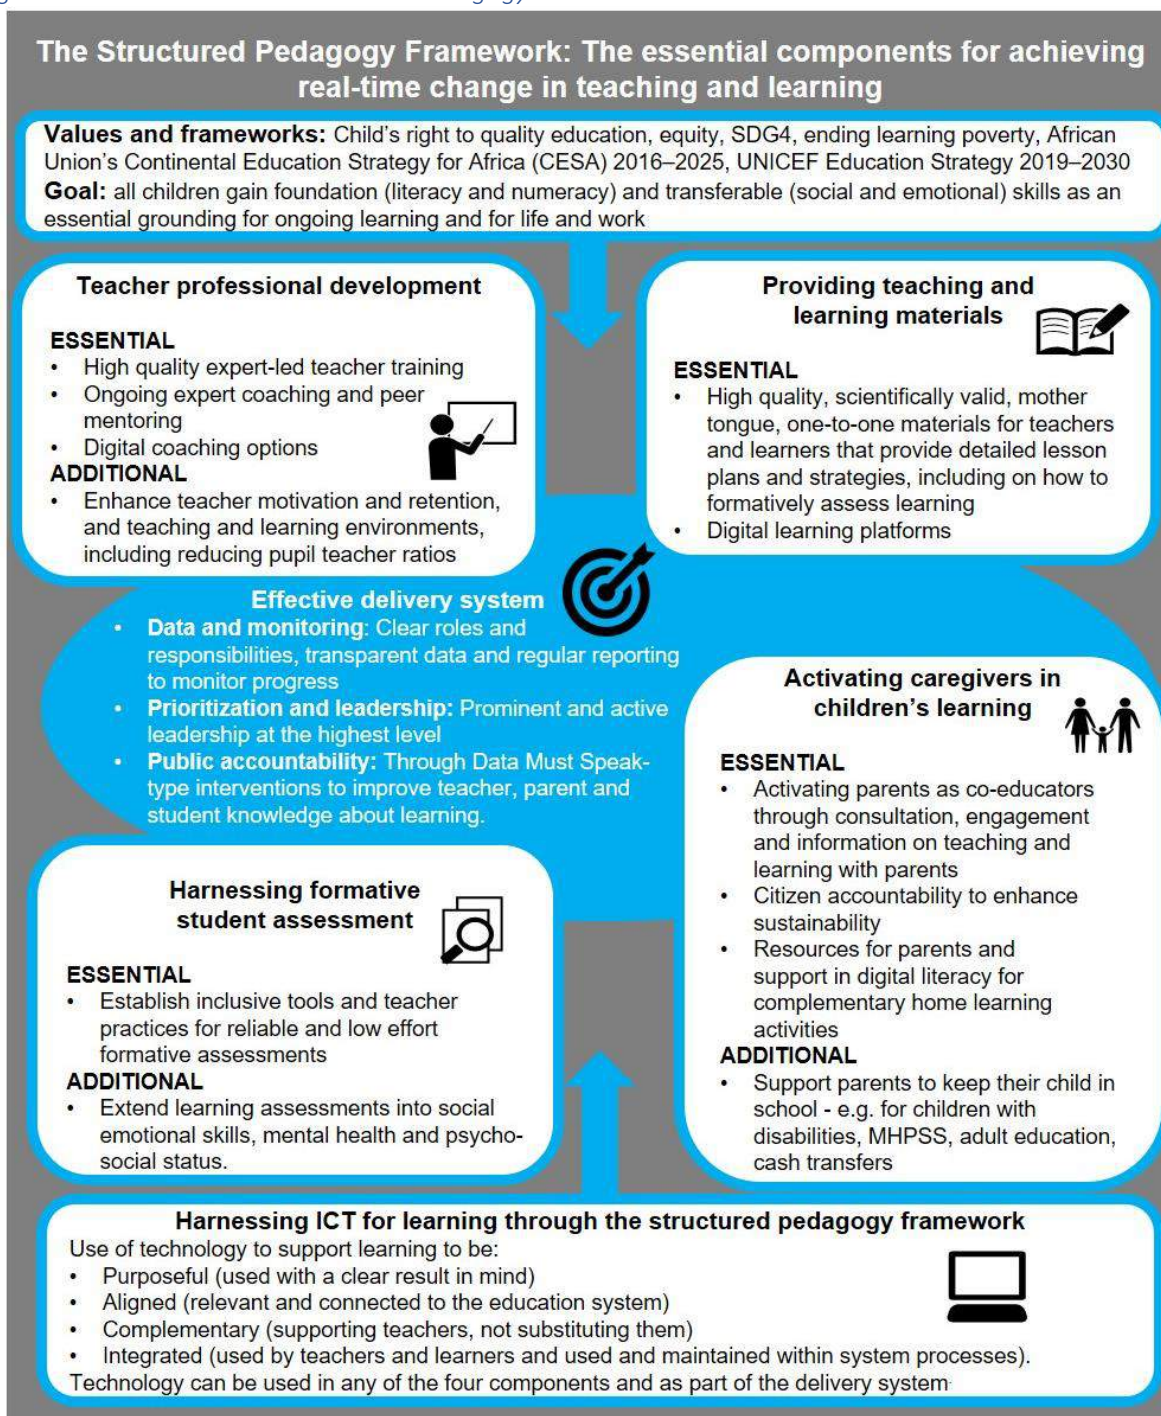 The Structured Pedagogy Framework: The essential components for achieving
real-time change in teaching and learning
Values and frameworks: Child's right to quality education, equity, SDG4, ending learning poverty, African
Union's Continental Education Strategy for Africa (CESA) 2016–2025, UNICEF Education Strategy 2019–2030
Goal: all children gain foundation (literacy and numeracy) and transferable (social and emotional) skills as an
essential grounding for ongoing learning and for life and work
Teacher professional development
ESSENTIAL
• High quality expert-led teacher training
• Ongoing expert coaching and peer
mentoring
• Digital coaching options
ADDITIONAL
• Enhance teacher motivation and retention,
and teaching and learning environments,
including reducing pupil teacher ratios
Providing teaching and
learning materials
ESSENTIAL
• High quality, scientifically valid, mother
tongue, one-to-one materials for teachers
and learners that provide detailed lesson
plans and strategies, including on how to
formatively assess learning
• Digital learning platforms
Effective delivery system
• Data and monitoring: Clear roles and
responsibilities, transparent data and regular reporting
to monitor progress
• Prioritization and leadership: Prominent and active
leadership at the highest level
• Public accountability: Through Data Must Speak-
type interventions to improve teacher, parent and
student knowledge about learning.
Activating caregivers in
children's learning
ESSENTIAL
• Activating parents as co-educators
through consultation, engagement
and information on teaching and
learning with parents
• Citizen accountability to enhance
sustainability
• Resources for parents and
support in digital literacy for
complementary home learning
activities
ADDITIONAL
• Support parents to keep their child in
school - e.g. for children with
disabilities, MHPSS, adult education,
cash transfers
Harnessing formative
student assessment
ESSENTIAL
• Establish inclusive tools and teacher
practices for reliable and low effort
formative assessments
ADDITIONAL
• Extend learning assessments into social
emotional skills, mental health and psycho-
social status.
Harnessing ICT for learning through the structured pedagogy framework
Use of technology to support learning to be:
• Purposeful (used with a clear result in mind)
• Aligned (relevant and connected to the education system)
• Complementary (supporting teachers, not substituting them)
• Integrated (used by teachers and learners and used and maintained within system processes).
Technology can be used in any of the four components and as part of the delivery system.